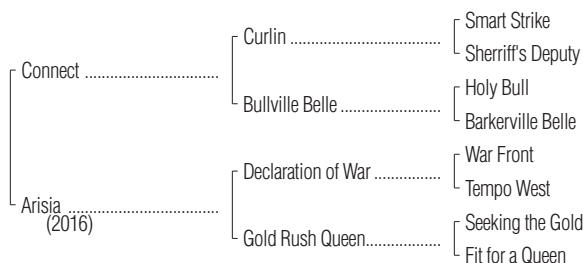 Smart Strike
Curlin
Sherriff's Deputy
Connect
Holy Bull
Bullville Belle
Barkerville Belle
War Front
Declaration of War
Tempo West
Arisia
(2016)
Seeking the Gold
Gold Rush Queen
Fit for a Queen